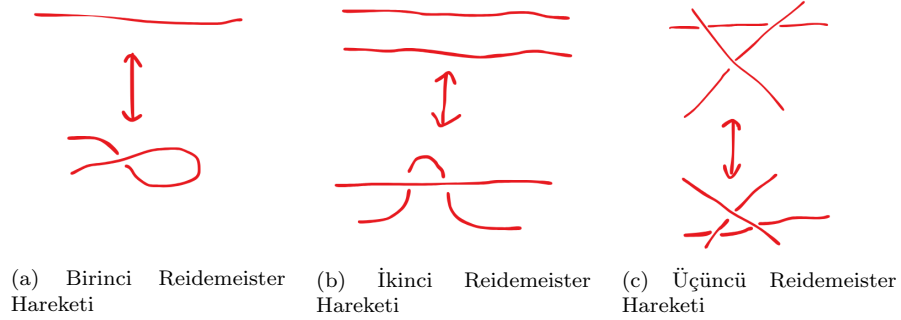 (a) Birinci Reidemeister
Hareketi
(b) İkinci Reidemeister
Hareketi
(c) Üçüncü Reidemeister
Hareketi